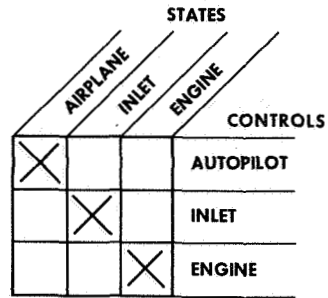 STATES
AIRPLANE
INLET
ENGINE
CONTROLS
AUTOPILOT
INLET
ENGINE